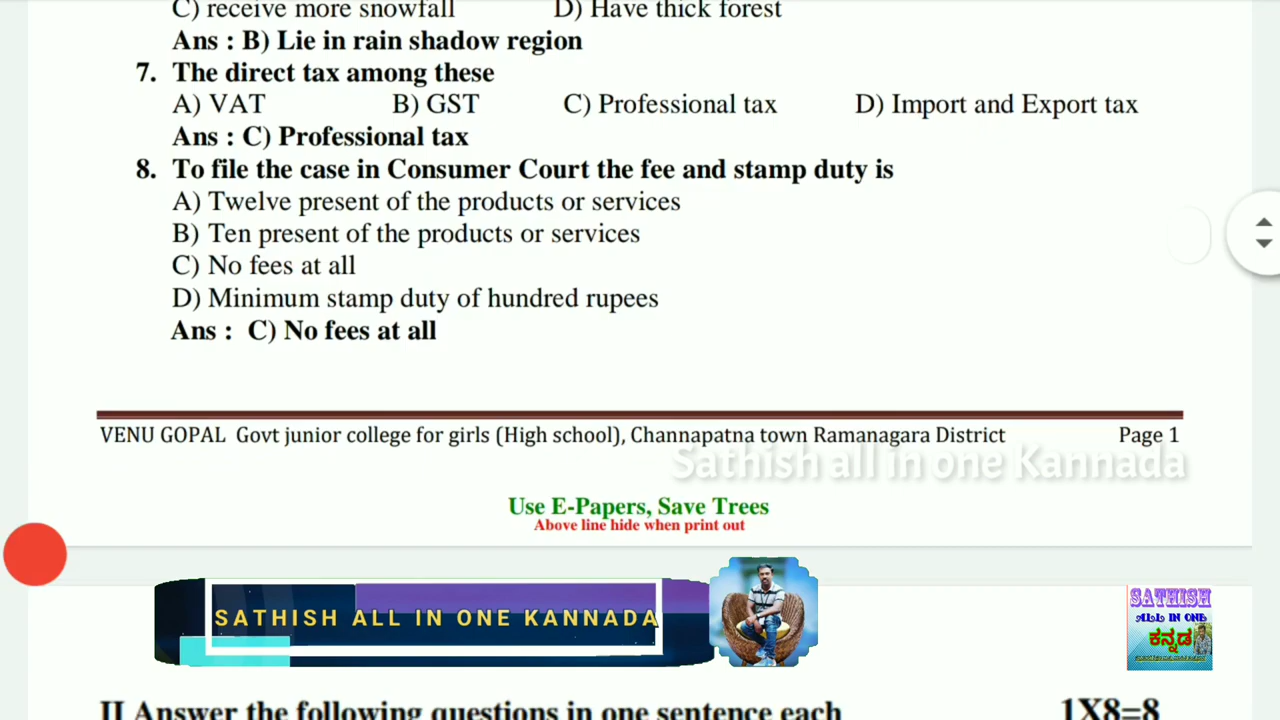 C) receive more snowfall D) Have thick forest
Ans : B) Lie in rain shadow region
7. The direct tax among these
A) VAT B) GST C) Professional tax D) Import and Export tax
Ans : C) Professional tax
8. To file the case in Consumer Court the fee and stamp duty is
A) Twelve present of the products or services
B) Ten present of the products or services
C) No fees at all
D) Minimum stamp duty of hundred rupees
Ans : C) No fees at all
VENU GOPAL Govt junior college for girls (High school), Channapatna town Ramanagara District Page 1
Sathish all in one Kannada
Use E-Papers, Save Trees
Above line hide when print out
SATHISH ALL IN ONE KANNADA
SATHISH
ALL IN ONE
ಕನ್ನಡ
II Answer the following questions in one sentence each 1X8=8